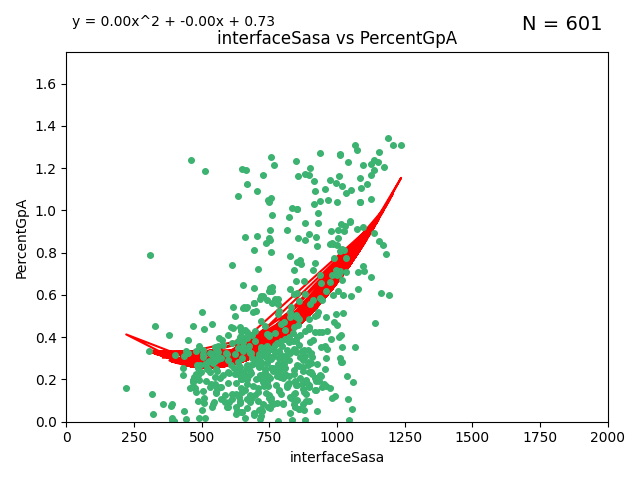 y = 0.00x^2 + -0.00x + 0.73
N = 601
interfaceSasa vs PercentGpA
PercentGpA
1.6
1.4
1.2
1.0
0.8
0.6
0.4
0.2
0.0
0 250 500 750 1000 1250 1500 1750 2000
interfaceSasa